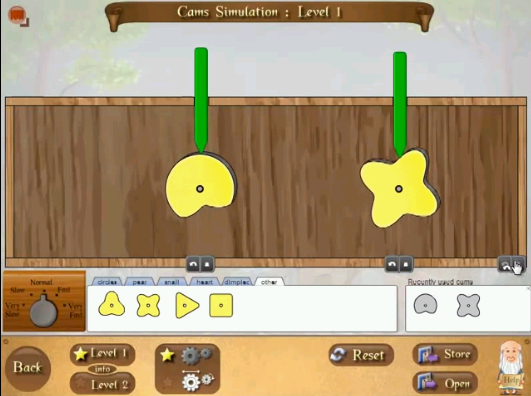 Cams Simulation : Level 1
circles pear snail heart dimples other
Recently used cams
Normal
Slow Fast
Very Slow Very Fast
Back
Level 1
info
Level 2
Reset
Store
Open
Help